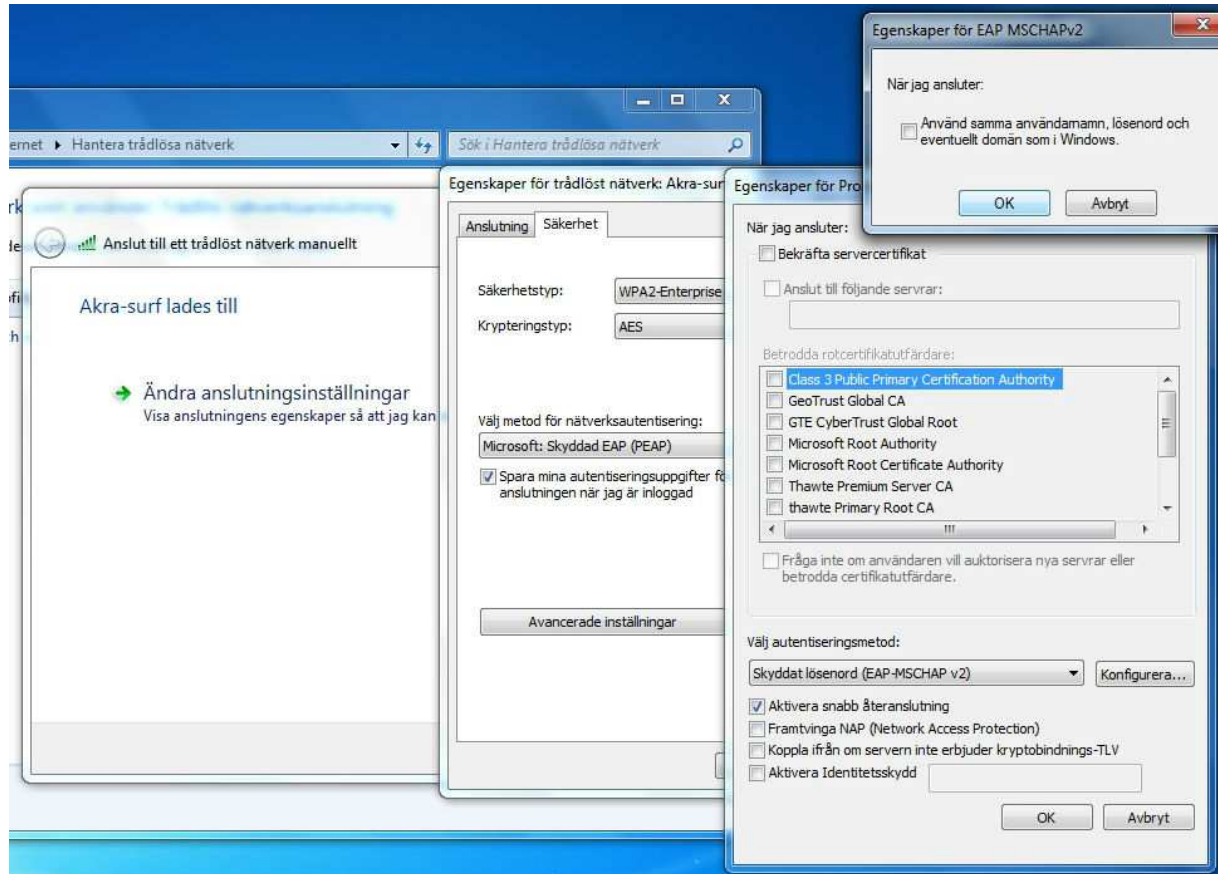 Egenskaper för EAP MSCHAPv2
När jag ansluter:
Använd samma användarnamn, lösenord och
eventuellt domän som i Windows.
OK
Avbryt
Hantera trådlösa nätverk
Sök i Hantera trådlösa nätverk
Anslut till ett trådlöst nätverk manuellt
Akra-surf lades till
Ändra anslutningsinställningar
Visa anslutningens egenskaper så att jag kan
Egenskaper för trådlöst nätverk: Akra-sur
Anslutning
Säkerhet
Säkerhetstyp:
WPA2-Enterprise
Krypteringstyp:
AES
Välj metod för nätverksautentisering:
Microsoft: Skyddad EAP (PEAP)
Spara mina autentiseringsuppgifter fö
anslutningen när jag är inloggad
Avancerade inställningar
Egenskaper för Pro
När jag ansluter:
Bekräfta servercertifikat
Anslut till följande servrar:
Betrodda rotcertifikatutfärdare:
Class 3 Public Primary Certification Authority
GeoTrust Global CA
GTE CyberTrust Global Root
Microsoft Root Authority
Microsoft Root Certificate Authority
Thawte Premium Server CA
thawte Primary Root CA
Fråga inte om användaren vill auktorisera nya servrar eller
betrodda certifikatutfärdare.
Välj autentiseringsmetod:
Skyddat lösenord (EAP-MSCHAP v2)
Konfigurera...
Aktivera snabb återanslutning
Framtvinga NAP (Network Access Protection)
Koppla ifrån om servern inte erbjuder kryptobindnings-TLV
Aktivera Identitetsskydd
OK
Avbryt